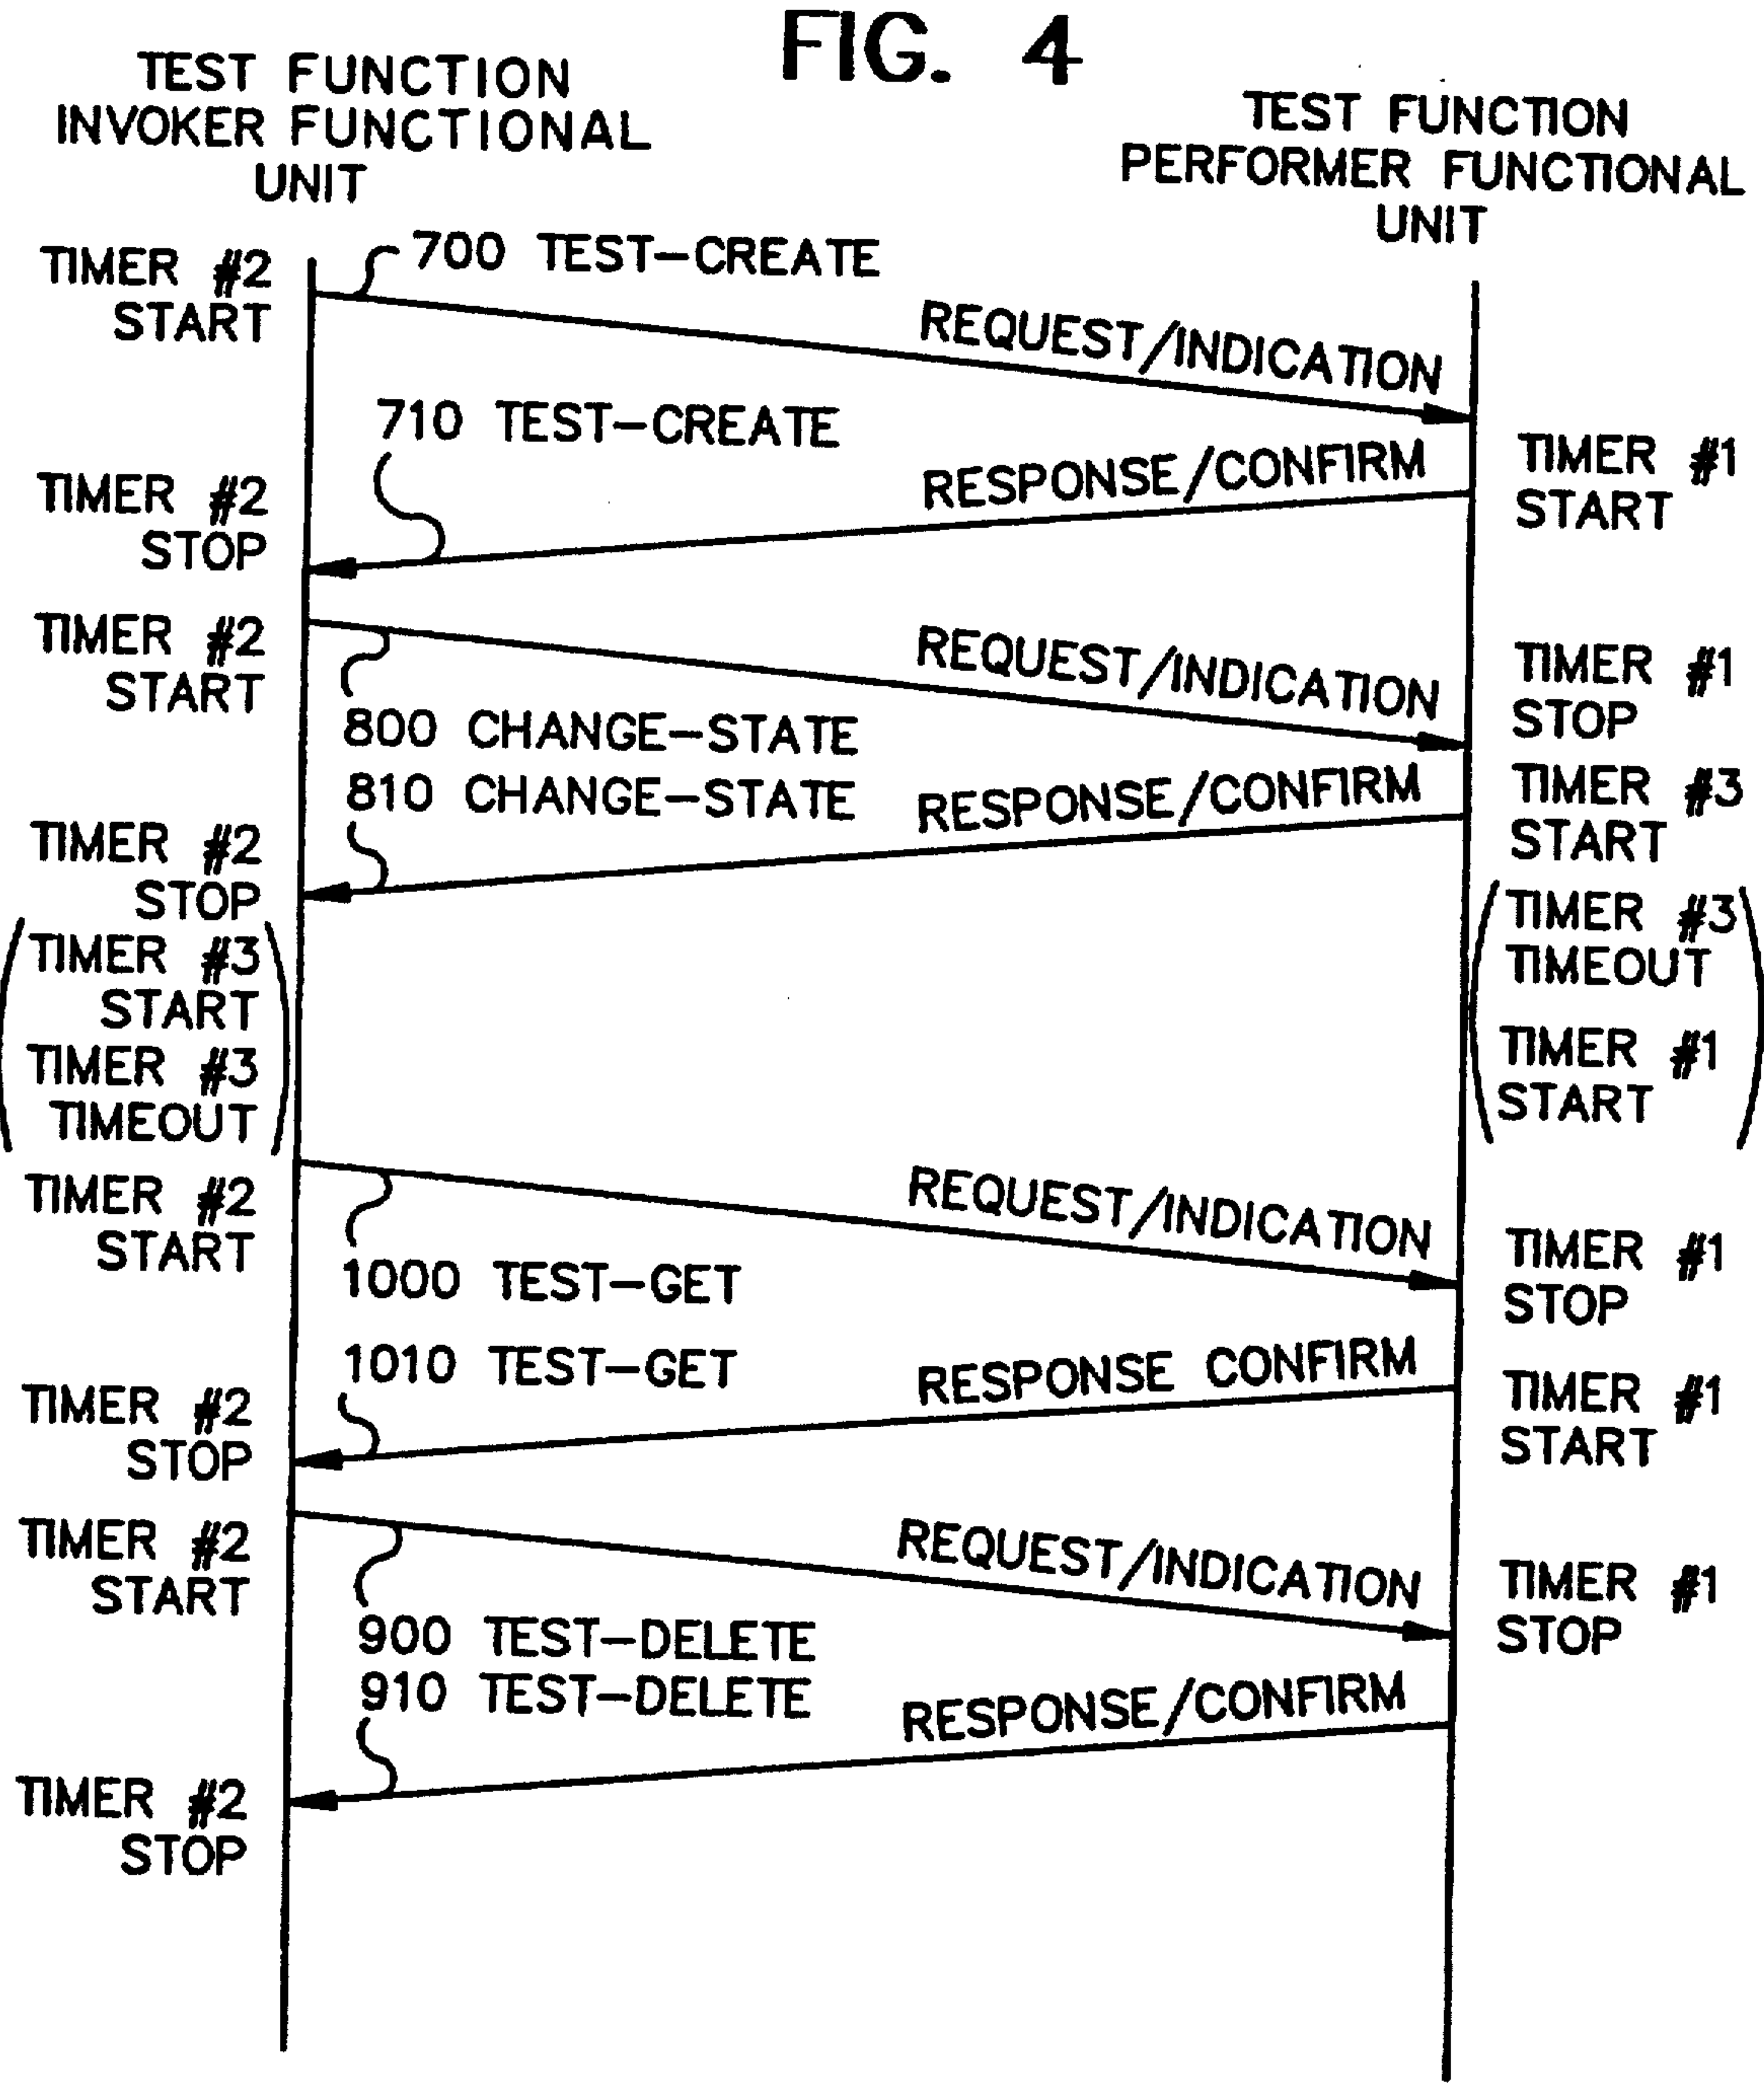 FIG. 4
TEST FUNCTION
INVOKER FUNCTIONAL
UNIT
TEST FUNCTION
PERFORMER FUNCTIONAL
UNIT
TIMER #2
START
700 TEST-CREATE
REQUEST/INDICATION
710 TEST-CREATE
RESPONSE/CONFIRM
TIMER #1
START
TIMER #2
STOP
TIMER #2
START
REQUEST/INDICATION
TIMER #1
STOP
800 CHANGE-STATE
810 CHANGE-STATE
RESPONSE/CONFIRM
TIMER #3
START
TIMER #2
STOP
(TIMER #3
START
TIMER #3
TIMEOUT)
(TIMER #3
TIMEOUT
TIMER #1
START)
TIMER #2
START
REQUEST/INDICATION
TIMER #1
STOP
1000 TEST-GET
1010 TEST-GET
RESPONSE CONFIRM
TIMER #1
START
TIMER #2
STOP
TIMER #2
START
REQUEST/INDICATION
TIMER #1
STOP
900 TEST-DELETE
910 TEST-DELETE
RESPONSE/CONFIRM
TIMER #2
STOP